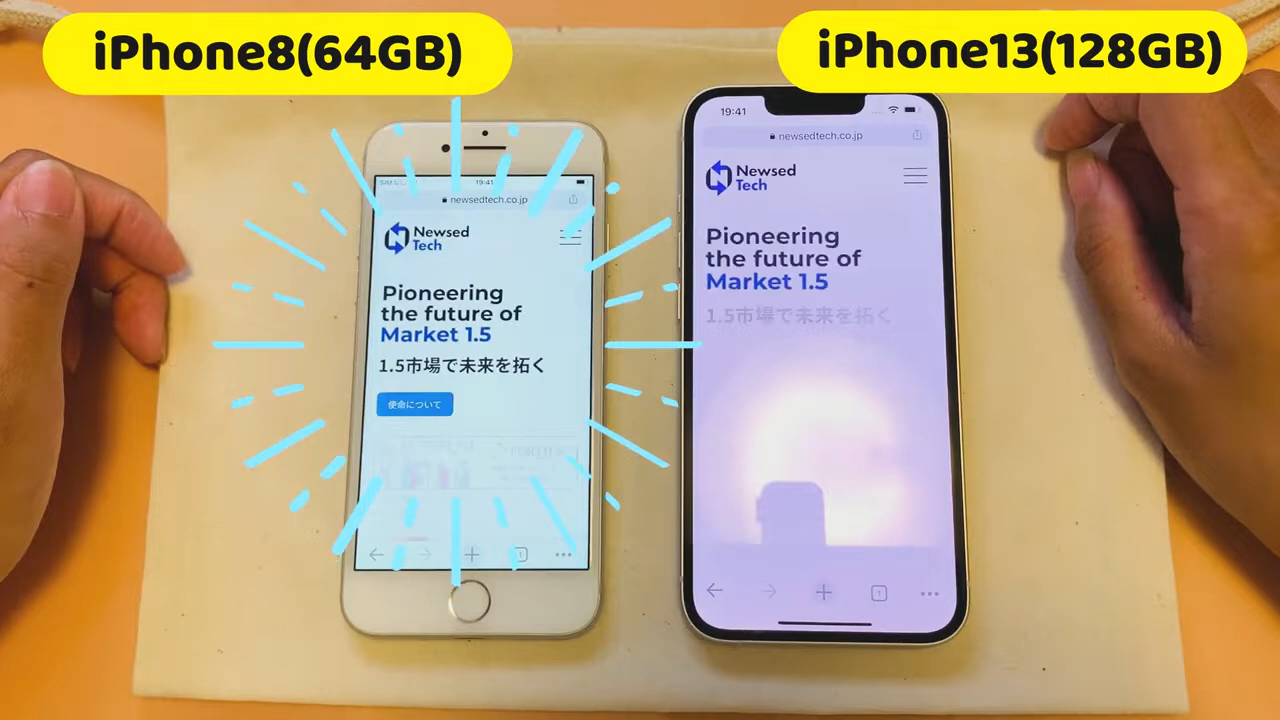 iPhone8(64GB)
iPhone13(128GB)
19:41
newsedtech.co.jp
Newsed
Tech
Pioneering
the future of
Market 1.5
1.5市場で未来を拓く
使命について
1
19:41
newsedtech.co.jp
Newsed
Tech
Pioneering
the future of
Market 1.5
1.5市場で未来を拓く
1